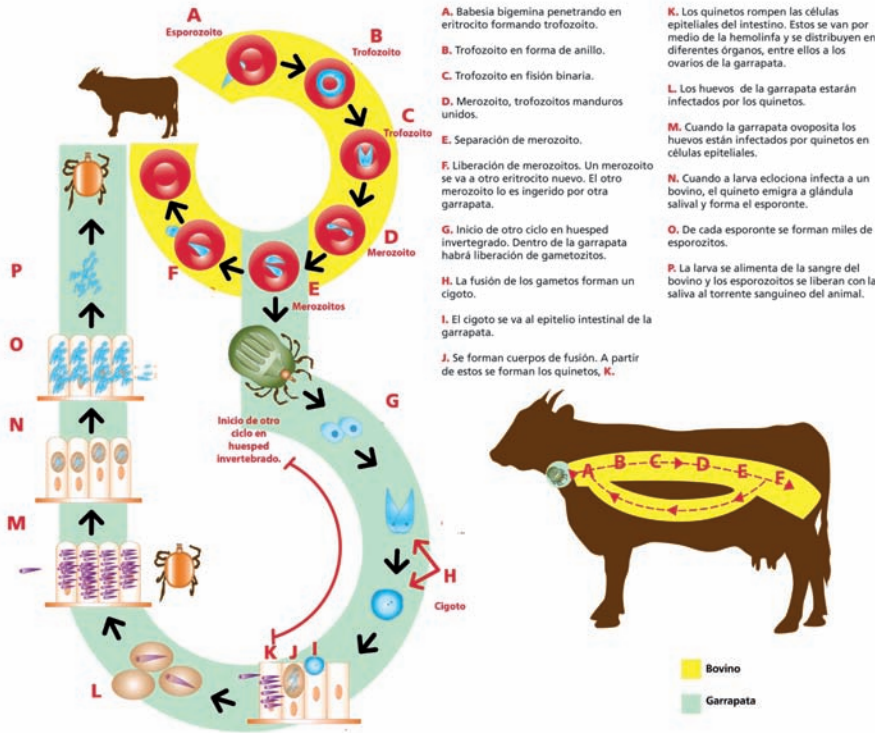 A
Esporozoito
B
Trofozoito
C
Trofozoito
D
Merozoito
E
Merozoitos
F
Inicio de otro
ciclo en
huesped
invertebrado.
G
H
Cigoto
I
J
K
L
M
N
O
P
A. Babesia bigemina penetrando en
eritrocito formando trofozoito.
B. Trofozoito en forma de anillo.
C. Trofozoito en fisión binaria.
D. Merozoito, trofozoitos manduros
unidos.
E. Separación de merozoito.
F. Liberación de merozoitos. Un merozoito
se va a otro eritrocito nuevo. El otro
merozoito lo es ingerido por otra
garrapata.
G. Inicio de otro ciclo en huesped
invertegrado. Dentro de la garrapata
habrá liberación de gametozitos.
H. La fusión de los gametos forman un
cigoto.
I. El cigoto se va al epitelio intestinal de la
garrapata.
J. Se forman cuerpos de fusión. A partir
de estos se forman los quinetos, K.
K. Los quinetos rompen las células
epiteliales del intestino. Estos se van por
medio de la hemolinfa y se distribuyen en
diferentes órganos, entre ellos a los
ovarios de la garrapata.
L. Los huevos de la garrapata estarán
infectados por los quinetos.
M. Cuando la garrapata ovoposita los
huevos están infectados por quinetos en
células epiteliales.
N. Cuando a larva eclociona infecta a un
bovino, el quineto emigra a glándula
salival y forma el esporonte.
O. De cada esporonte se forman miles de
esporozitos.
P. La larva se alimenta de la sangre del
bovino y los esporozoitos se liberan con la
saliva al torrente sanguíneo del animal.
A B C D E E
Bovino
Garrapata